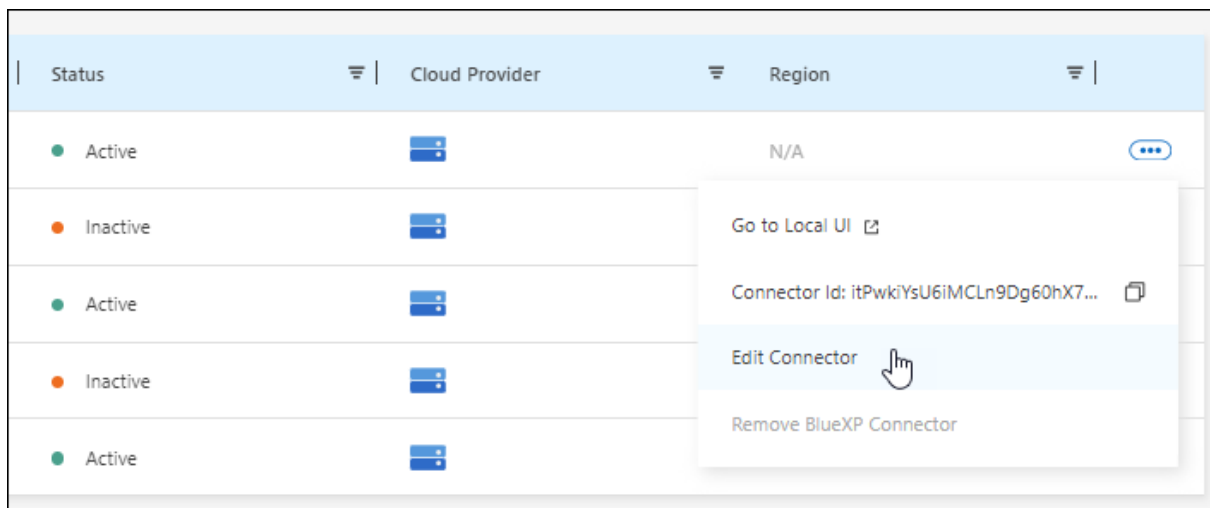 Status Cloud Provider Region
Active N/A
Inactive
Go to Local UI
Connector Id: itPwkiYsU6iMCLn9Dg60hX7...
Active
Edit Connector
Inactive
Remove BlueXP Connector
Active